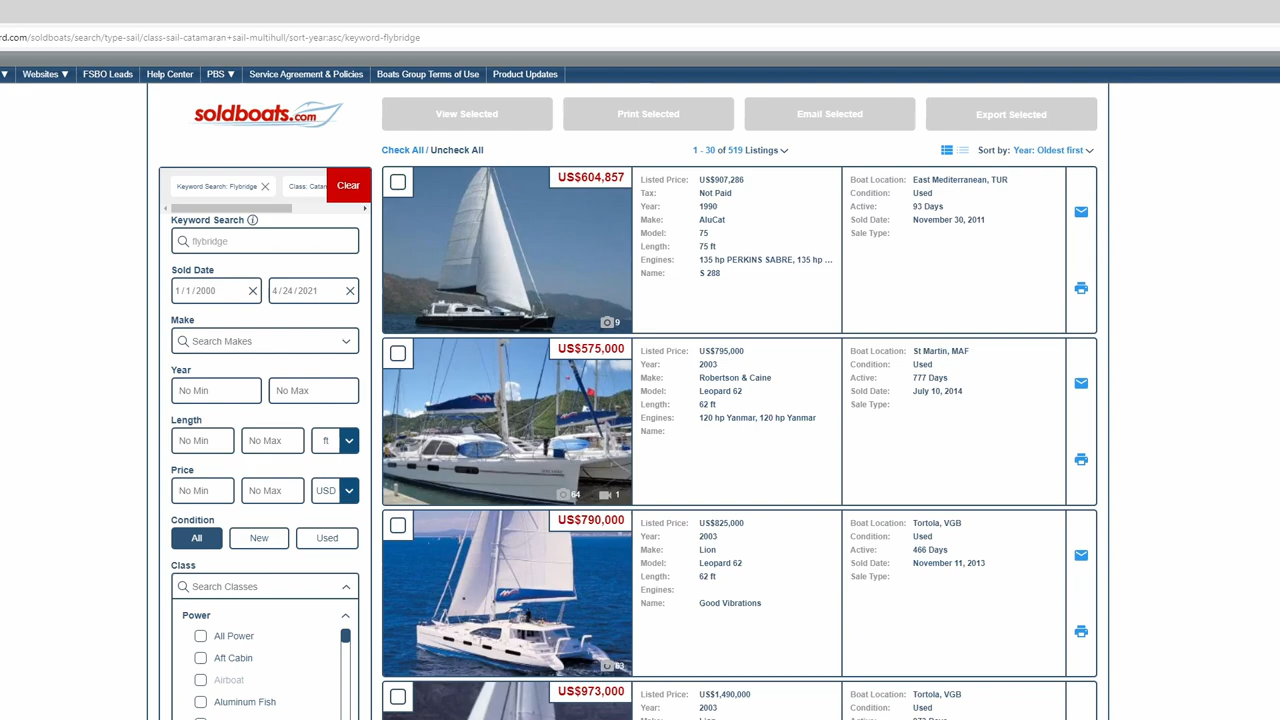 rd.com/soldboats/search/type-sail/class-sail-catamaran+sail-multihull/sort-year:asc/keyword-flybridge
▼ Websites ▼ FSBO Leads Help Center PBS ▼ Service Agreement & Policies Boats Group Terms of Use Product Updates
soldboats.com
View Selected Print Selected Email Selected Export Selected
Check All / Uncheck All 1 - 30 of 519 Listings Sort by: Year: Oldest first
Keyword Search: Flybridge Class: Catan Clear
Keyword Search
flybridge
Sold Date
1 / 1 / 2000 4 / 24 / 2021
Make
Search Makes
Year
No Min No Max
Length
No Min No Max ft
Price
No Min No Max USD
Condition
All New Used
Class
Search Classes
Power
All Power
Aft Cabin
Airboat
Aluminum Fish
US$604,857
9
Listed Price: US$907,286
Tax: Not Paid
Year: 1990
Make: AluCat
Model: 75
Length: 75 ft
Engines: 135 hp PERKINS SABRE, 135 hp ...
Name: S 288
Boat Location: East Mediterranean, TUR
Condition: Used
Active: 93 Days
Sold Date: November 30, 2011
Sale Type:
US$575,000
64 1
Listed Price: US$795,000
Year: 2003
Make: Robertson & Caine
Model: Leopard 62
Length: 62 ft
Engines: 120 hp Yanmar, 120 hp Yanmar
Name:
Boat Location: St Martin, MAF
Condition: Used
Active: 777 Days
Sold Date: July 10, 2014
Sale Type:
US$790,000
63
Listed Price: US$825,000
Year: 2003
Make: Lion
Model: Leopard 62
Length: 62 ft
Engines:
Name: Good Vibrations
Boat Location: Tortola, VGB
Condition: Used
Active: 466 Days
Sold Date: November 11, 2013
Sale Type:
US$973,000
Listed Price: US$1,490,000
Year: 2003
Boat Location: Tortola, VGB
Condition: Used